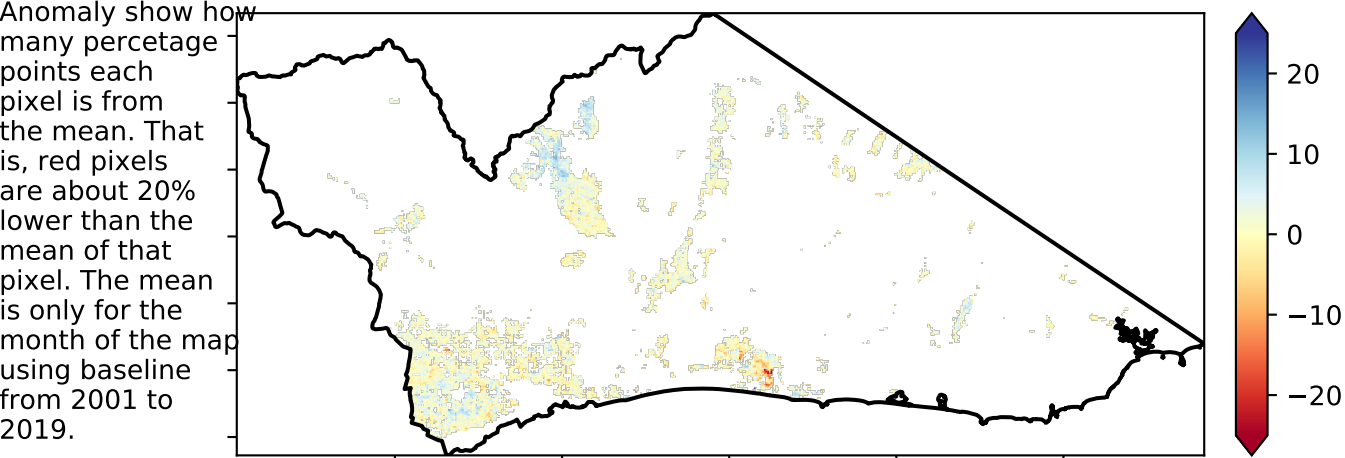 Anomaly show how
many percetage
points each
pixel is from
the mean. That
is, red pixels
are about 20%
lower than the
mean of that
pixel. The mean
is only for the
month of the map
using baseline
from 2001 to
2019.
20
10
0
−10
−20